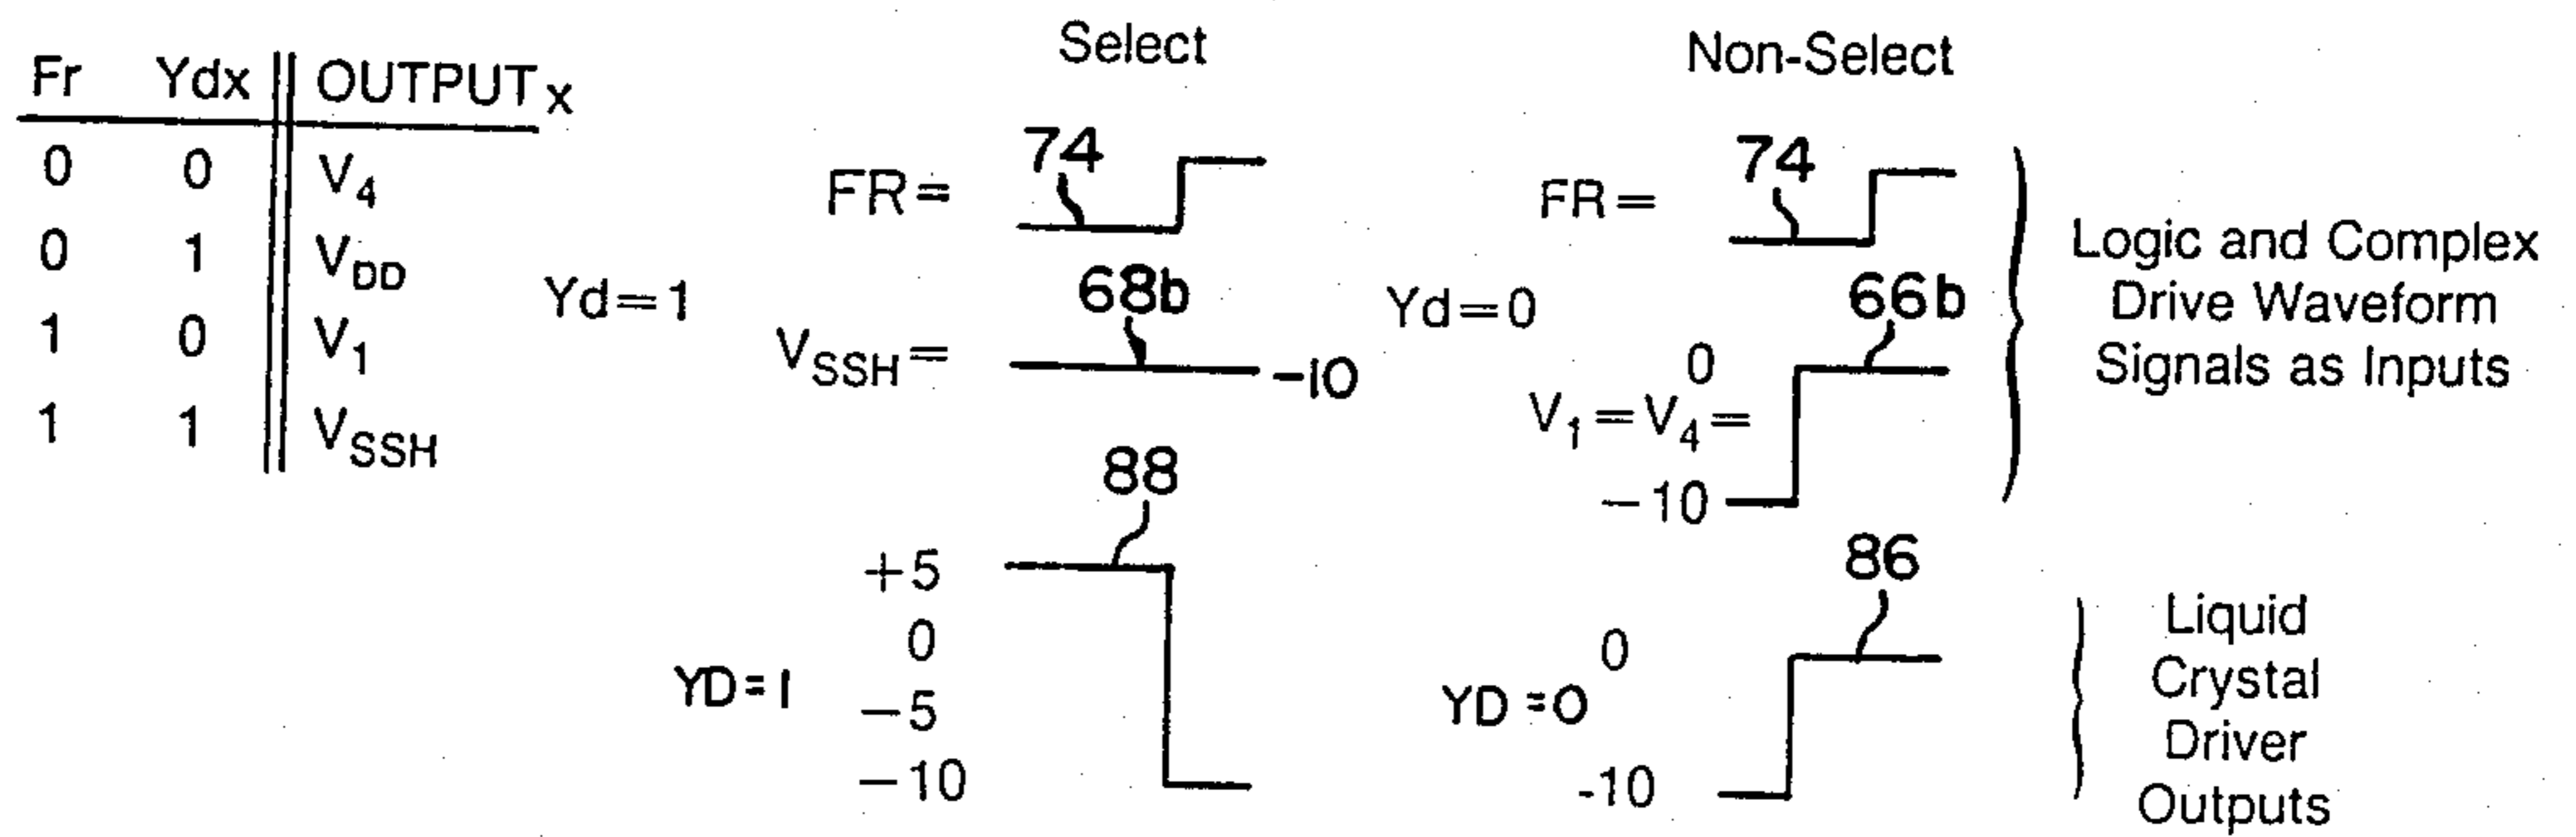 Fr Ydx OUTPUTx
0 0 V4
0 1 VDD
1 0 V1
1 1 VSSH
Select
FR=
74
Yd=1
VSSH=
68b
-10
88
+5
0
-5
-10
YD=1
Non-Select
FR=
74
Yd=0
66b
0
V1=V4=
-10
86
0
YD=0
-10
Logic and Complex
Drive Waveform
Signals as Inputs
Liquid
Crystal
Driver
Outputs